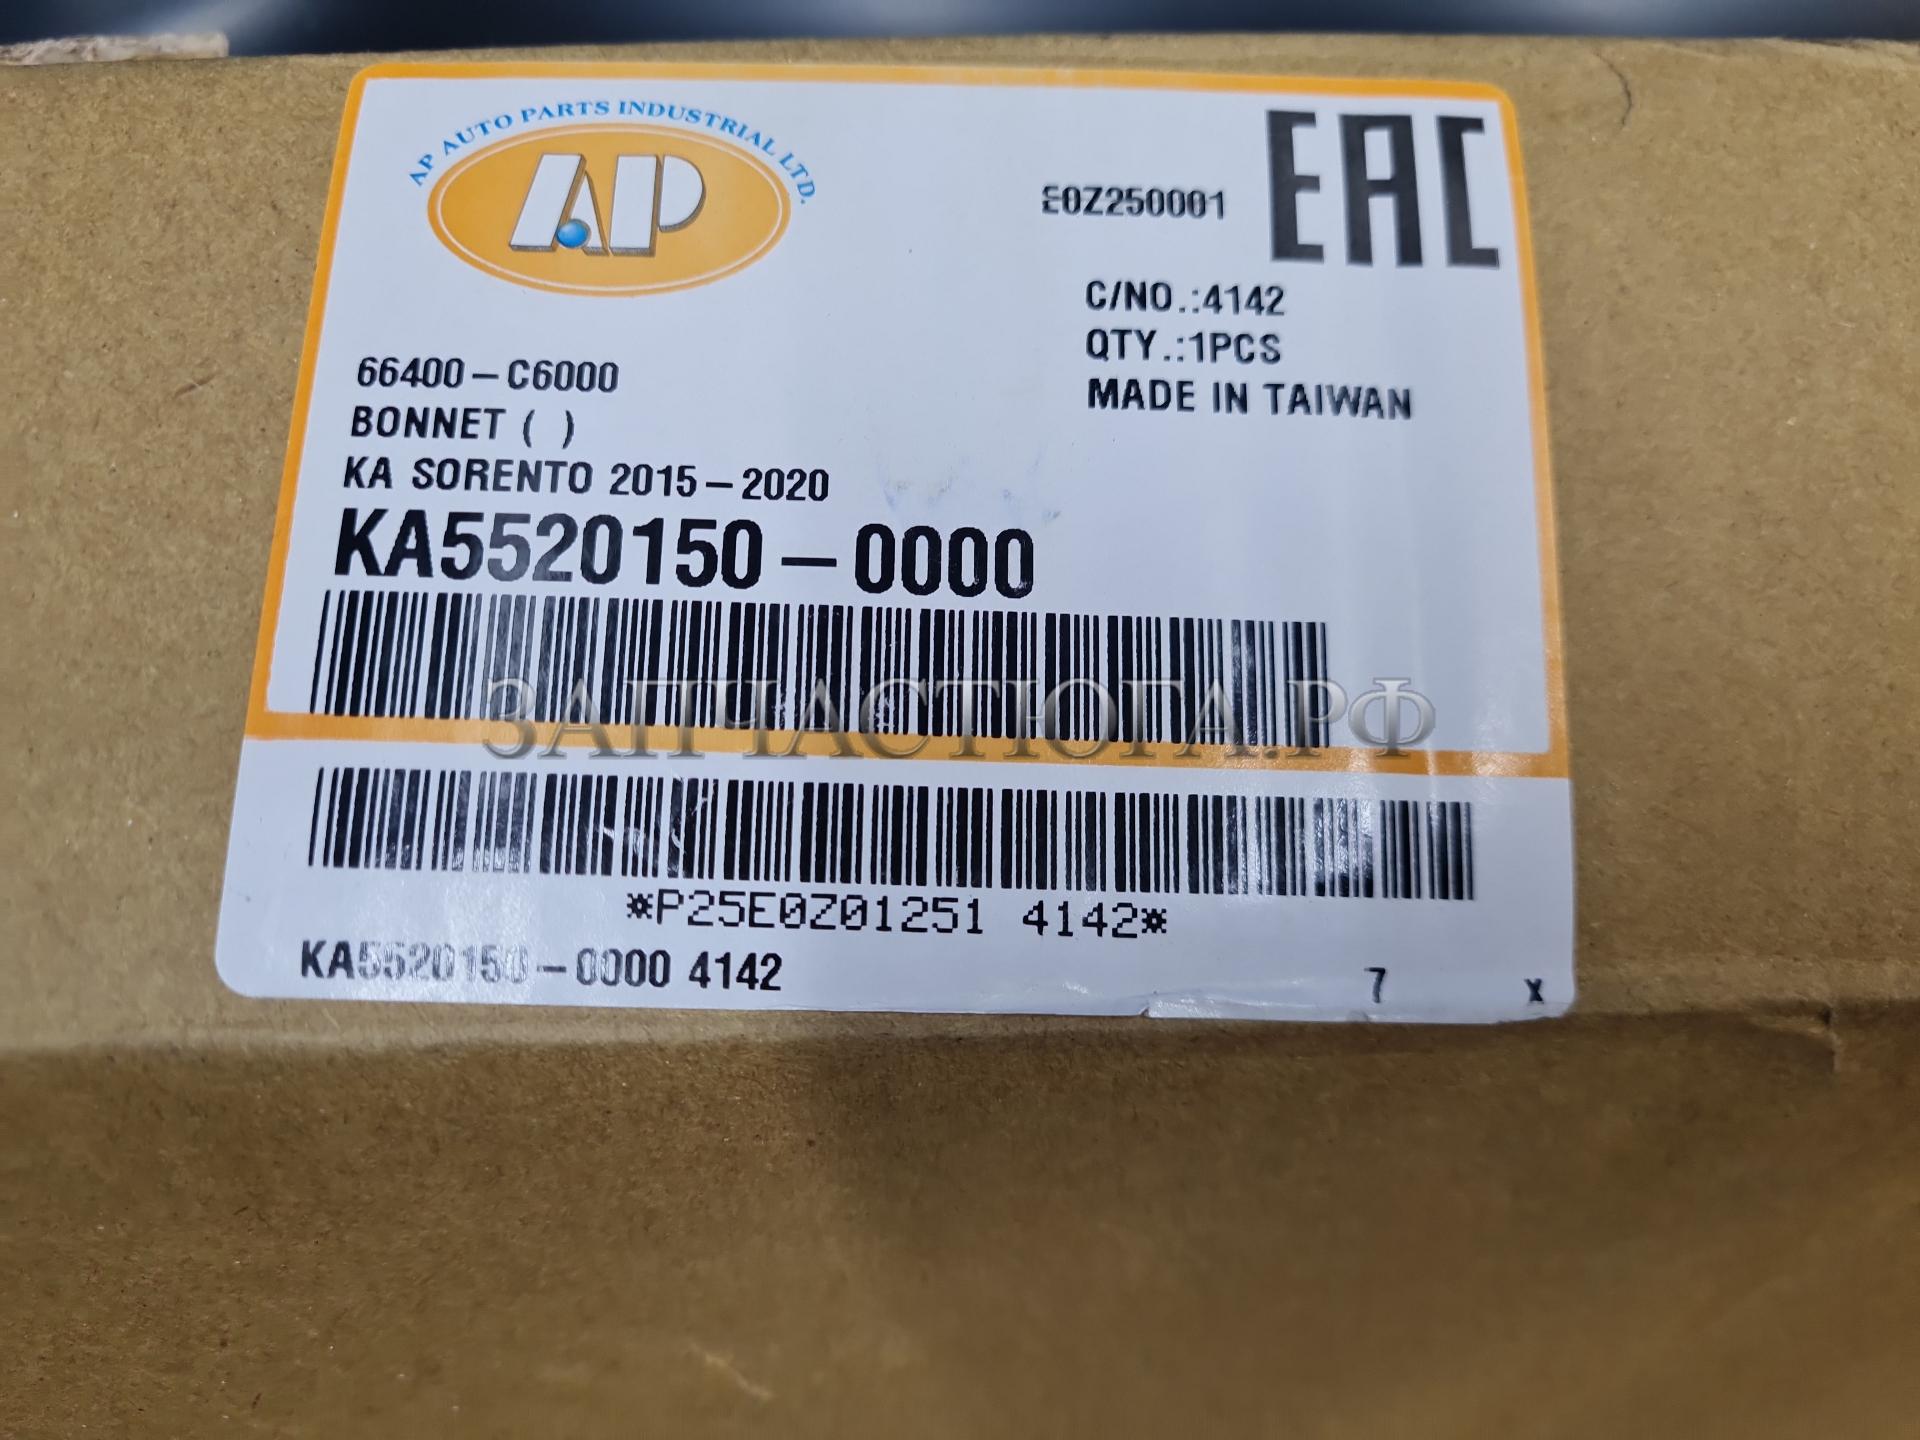 AP AUTO PARTS INDUSTRIAL LTD.
AP
E0Z250001
EAC
C/NO.:4142
QTY.:1PCS
MADE IN TAIWAN
66400-C6000
BONNET ( )
KA SORENTO 2015-2020
KA5520150-0000
ЗАПЧАСТЮГА.РФ
*P25E0Z01251 4142*
KA5520150-0000 4142
7 x